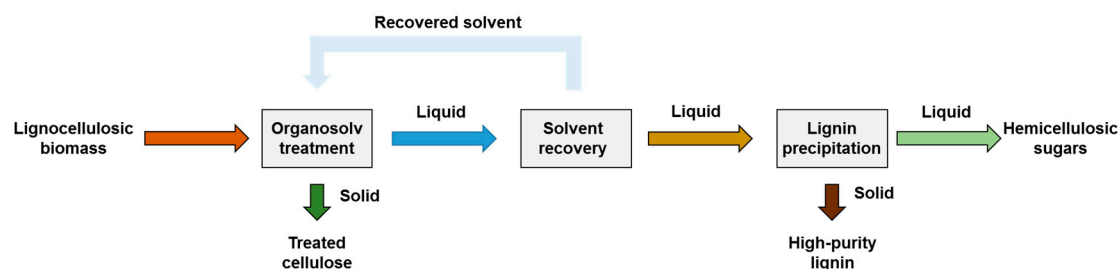 Recovered solvent
Lignocellulosic
biomass
Organosolv
treatment
Liquid
Solvent
recovery
Liquid
Lignin
precipitation
Liquid
Hemicellulosic
sugars
Solid
Treated
cellulose
Solid
High-purity
lignin